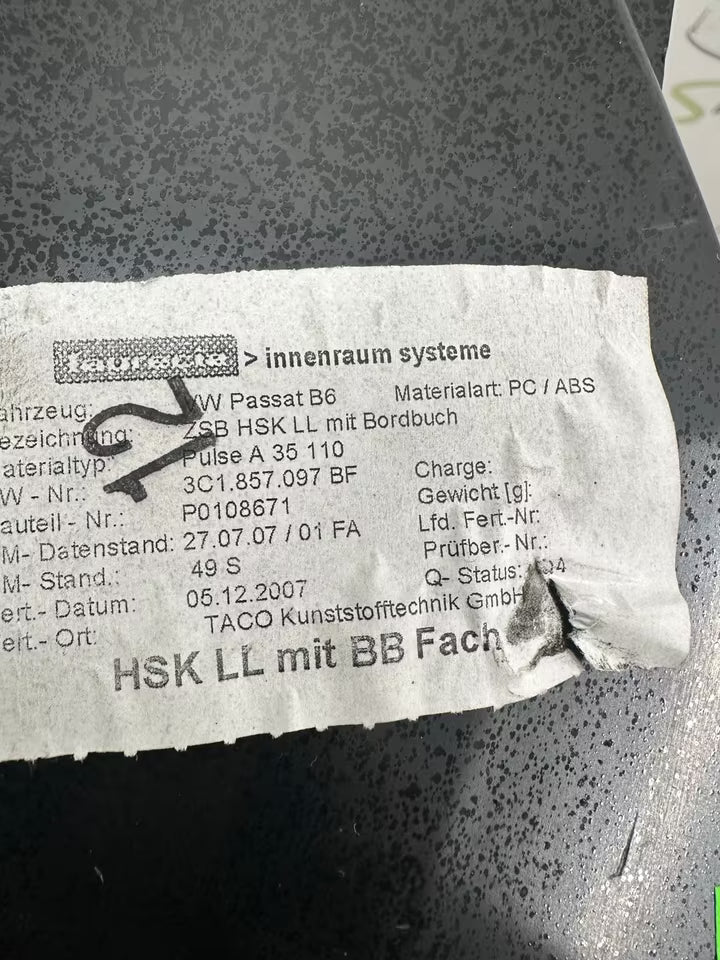 faurecia > innenraum systeme
ahrzeug: VW Passat B6 Materialart: PC / ABS
ezeichnung: ZSB HSK LL mit Bordbuch
aterialtyp: Pulse A 35 110
W - Nr.: 3C1.857.097 BF Charge:
auteil - Nr.: P0108671 Gewicht [g]:
M- Datenstand: 27.07.07 / 01 FA Lfd. Fert.-Nr:
M- Stand.: 49 S Prüfber.- Nr.:
ert.- Datum: 05.12.2007 Q- Status: 04
ert.- Ort: TACO Kunststofftechnik GmbH
HSK LL mit BB Fach
12